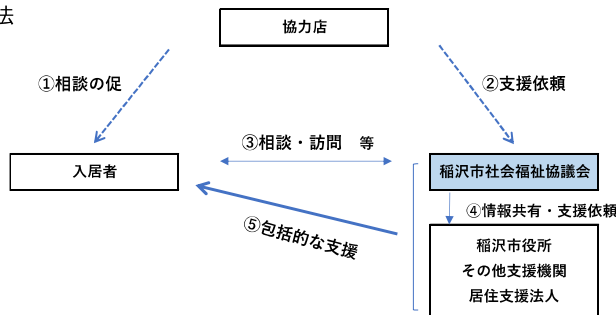 法
協力店
①相談の促
②支援依頼
③相談・訪問　等
入居者
稲沢市社会福祉協議会
④情報共有・支援依頼
⑤包括的な支援
稲沢市役所
その他支援機関
居住支援法人